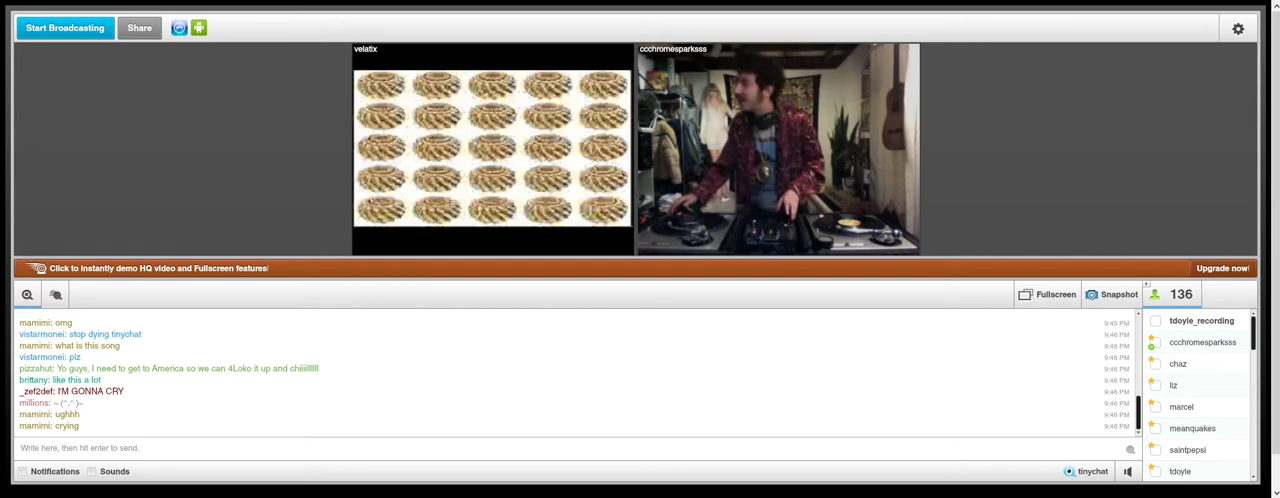 Start Broadcasting
Share
velatix
ccchromesparksss
Click to instantly demo HQ video and Fullscreen features!
Upgrade now!
Fullscreen
Snapshot
136
mamimi: omg 9:45 PM
vistarmonei: stop dying tinychat 9:46 PM
mamimi: what is this song 9:46 PM
vistarmonei: plz 9:46 PM
pizzahut: Yo guys, I need to get to America so we can 4Loko it up and chiiilllllll 9:46 PM
brittany: like this a lot 9:46 PM
_zef2def: I'M GONNA CRY 9:46 PM
millions: ~ (^.^ )~ 9:46 PM
mamimi: ughhh 9:46 PM
mamimi: crying 9:46 PM
tdoyle_recording
ccchromesparksss
chaz
liz
marcel
meanquakes
saintpepsi
tdoyle
Write here, then hit enter to send.
Notifications
Sounds
tinychat